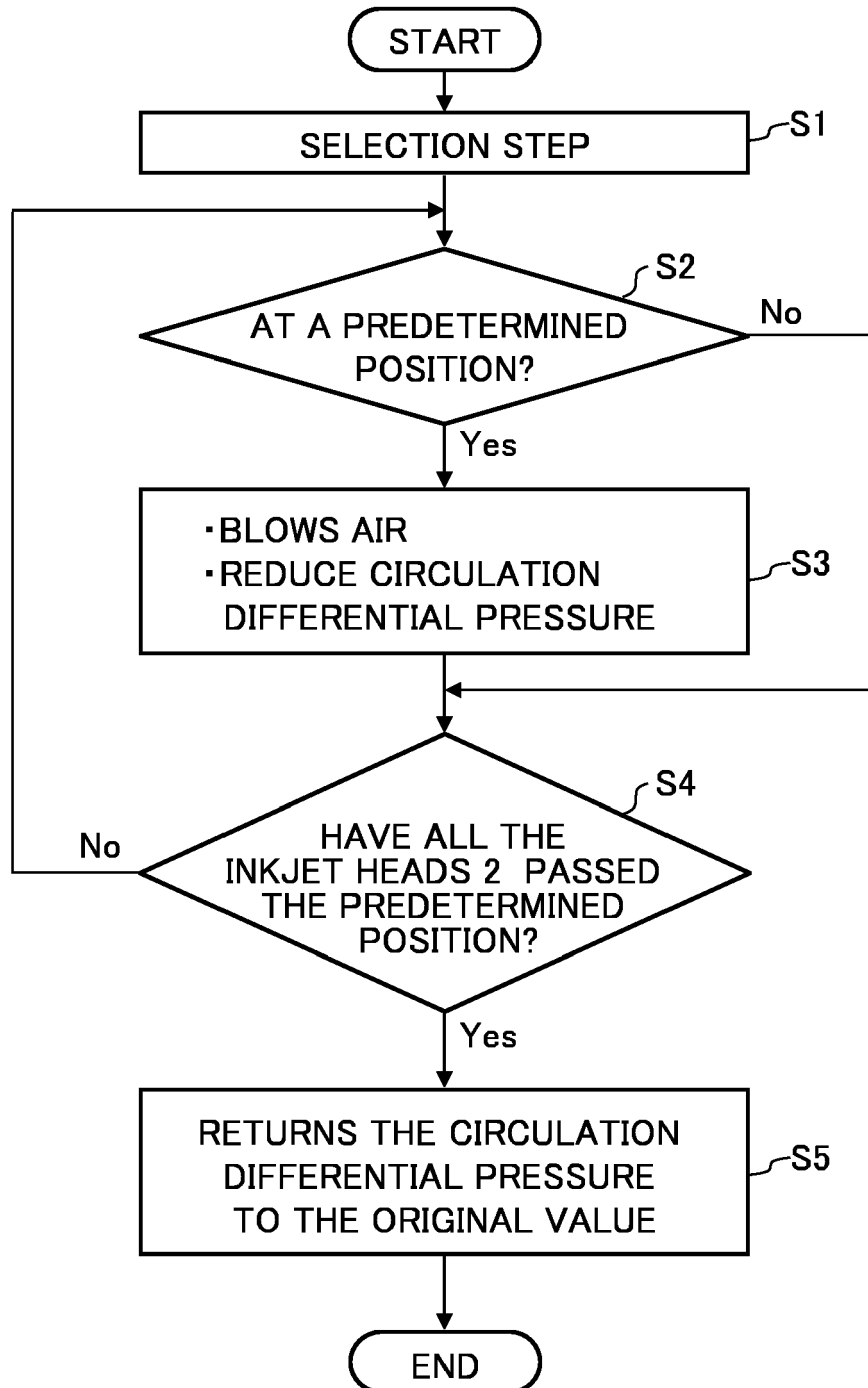 START
SELECTION STEP
S1
S2
AT A PREDETERMINED
POSITION?
No
Yes
・BLOWS AIR
・REDUCE CIRCULATION
DIFFERENTIAL PRESSURE
S3
S4
HAVE ALL THE
INKJET HEADS 2 PASSED
THE PREDETERMINED
POSITION?
No
Yes
RETURNS THE CIRCULATION
DIFFERENTIAL PRESSURE
TO THE ORIGINAL VALUE
S5
END